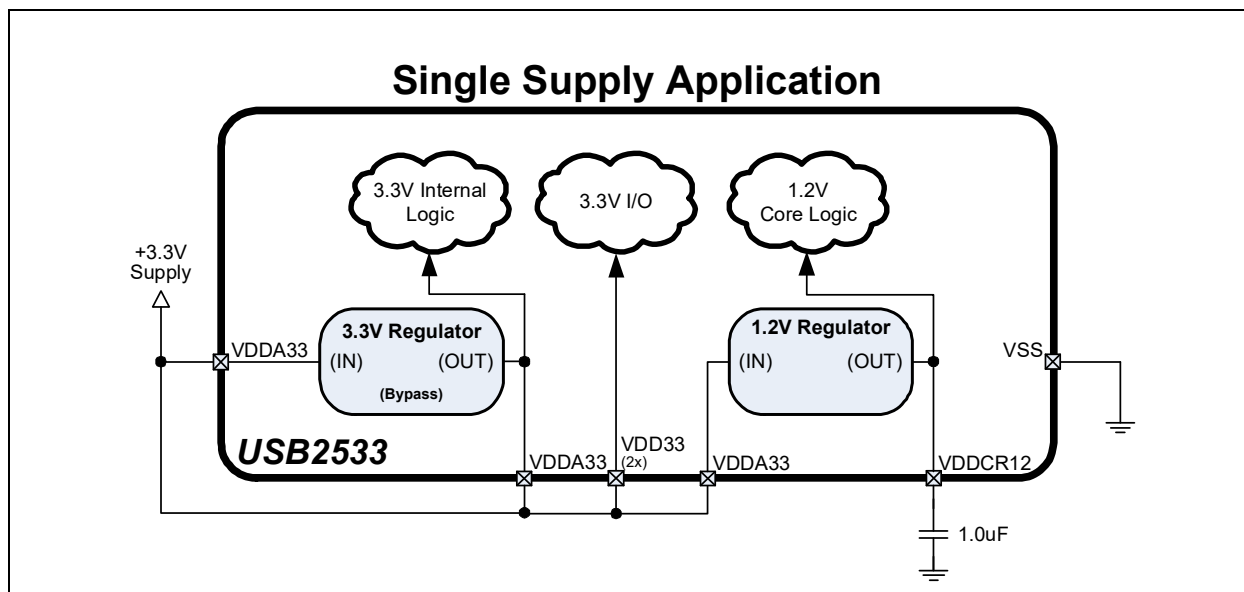 Single Supply Application
3.3V Internal
Logic
3.3V I/O
1.2V
Core Logic
+3.3V
Supply
VDDA33
3.3V Regulator
(IN) (OUT)
(Bypass)
1.2V Regulator
(IN) (OUT)
VSS
USB2533
VDDA33
VDD33
(2x)
VDDA33
VDDCR12
1.0uF